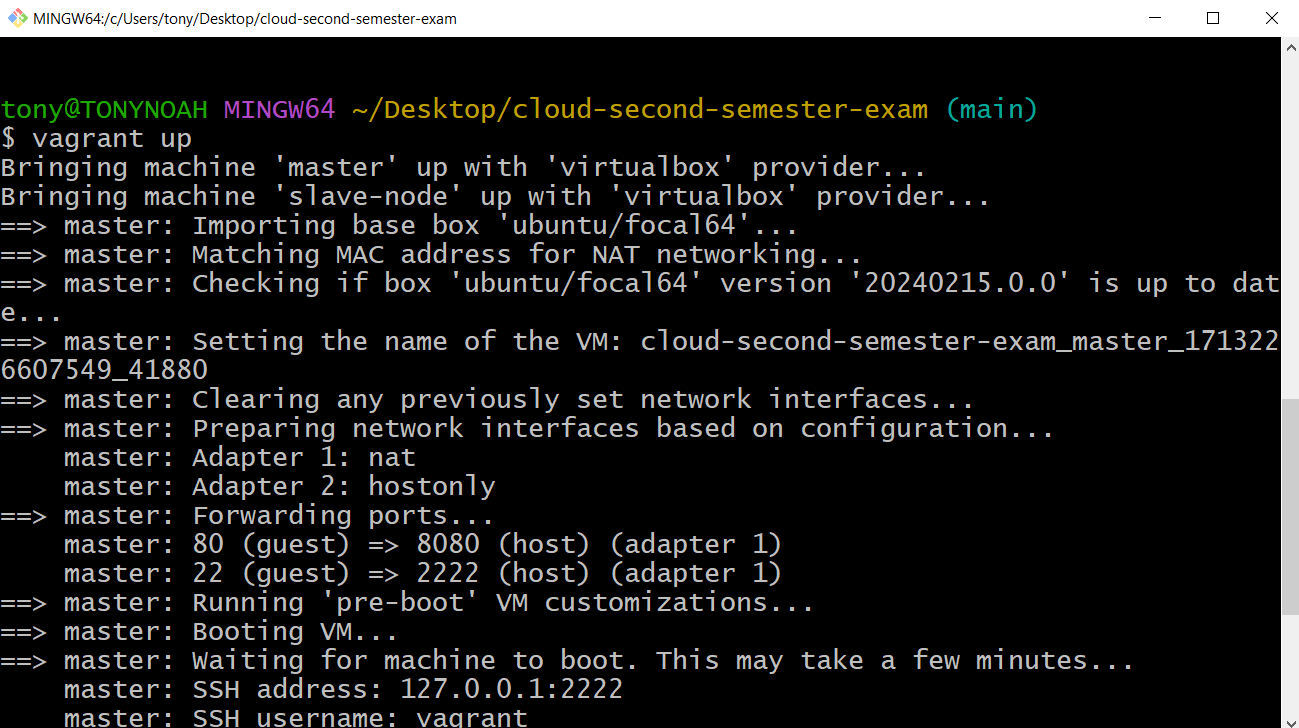 MINGW64:/c/Users/tony/Desktop/cloud-second-semester-exam
tony@TONYNOAH MINGW64 ~/Desktop/cloud-second-semester-exam (main)
$ vagrant up
Bringing machine 'master' up with 'virtualbox' provider...
Bringing machine 'slave-node' up with 'virtualbox' provider...
==> master: Importing base box 'ubuntu/focal64'...
==> master: Matching MAC address for NAT networking...
==> master: Checking if box 'ubuntu/focal64' version '20240215.0.0' is up to dat
e...
==> master: Setting the name of the VM: cloud-second-semester-exam_master_171322
6607549_41880
==> master: Clearing any previously set network interfaces...
==> master: Preparing network interfaces based on configuration...
    master: Adapter 1: nat
    master: Adapter 2: hostonly
==> master: Forwarding ports...
    master: 80 (guest) => 8080 (host) (adapter 1)
    master: 22 (guest) => 2222 (host) (adapter 1)
==> master: Running 'pre-boot' VM customizations...
==> master: Booting VM...
==> master: Waiting for machine to boot. This may take a few minutes...
    master: SSH address: 127.0.0.1:2222
    master: SSH username: vagrant